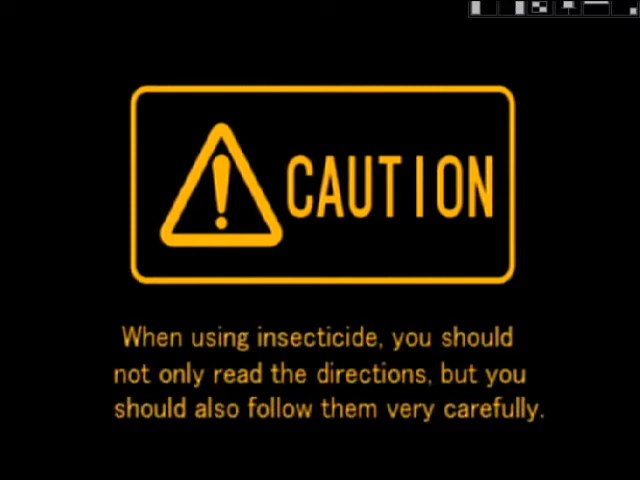 CAUTION
When using insecticide, you should
not only read the directions, but you
should also follow them very carefully.